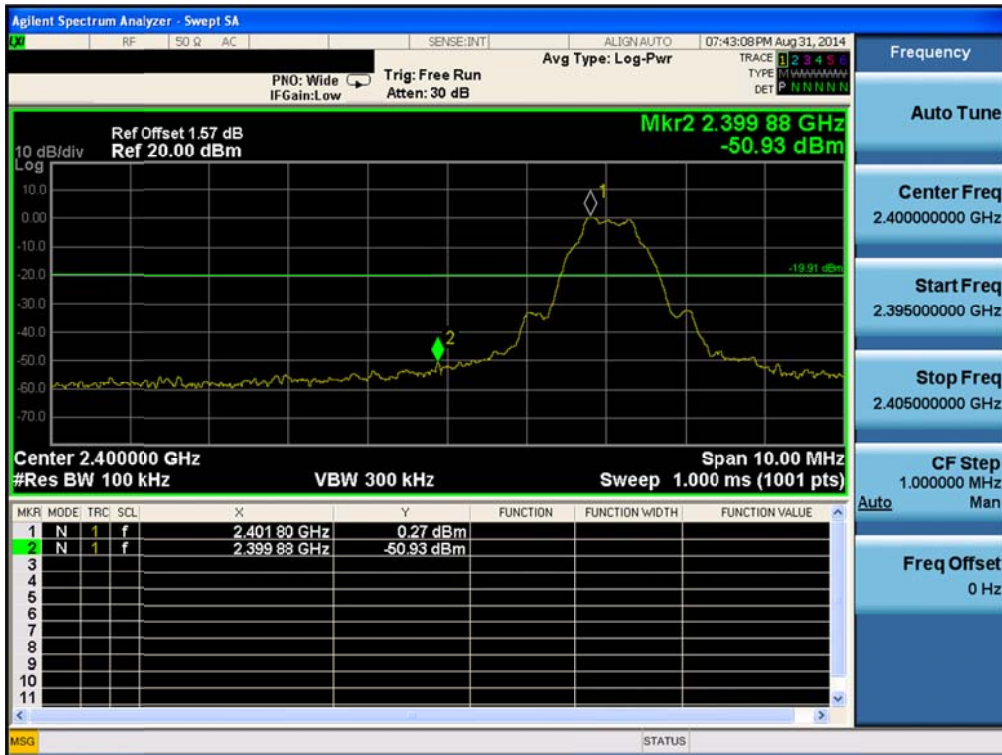 Agilent Spectrum Analyzer - Swept SA
LXI RF 50 Ω AC SENSE:INT ALIGN AUTO 07:43:08 PM Aug 31, 2014
Frequency
Avg Type: Log-Pwr
TRACE 1 2 3 4 5 6
PNO: Wide Trig: Free Run
TYPE M WWWWW
IFGain:Low Atten: 30 dB
DET P N N N N N
Auto Tune
Mkr2 2.399 88 GHz
Ref Offset 1.57 dB
-50.93 dBm
10 dB/div Ref 20.00 dBm
Log
10.0
1
0.00
-10.0
-20.0
-19.91 dBm
-30.0
-40.0
2
-50.0
-60.0
-70.0
Center 2.400000 GHz Span 10.00 MHz
#Res BW 100 kHz VBW 300 kHz Sweep 1.000 ms (1001 pts)
Center Freq
2.400000000 GHz
Start Freq
2.395000000 GHz
Stop Freq
2.405000000 GHz
CF Step
1.000000 MHz
Auto Man
Freq Offset
0 Hz
MKR MODE TRC SCL X Y FUNCTION FUNCTION WIDTH FUNCTION VALUE
1 N 1 f 2.401 80 GHz 0.27 dBm
2 N 1 f 2.399 88 GHz -50.93 dBm
3
4
5
6
7
8
9
10
11
MSG STATUS